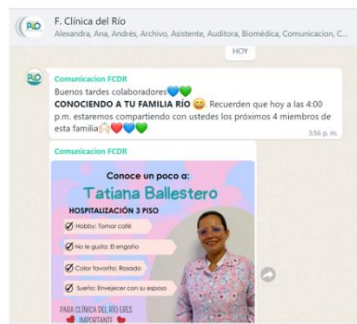 F. Clínica del Río
Alexandra, Ana, Andrés, Archivo, Asistente, Auditora, Biomédica, Comunicacion, C...
HOY
RIO
Comunicacion FCDR
Buenos tardes colaboradores
CONOCIENDO A TU FAMILIA RÍO. Recuerden que hoy a las 4:00
p.m. estaremos compartiendo con ustedes los próximos 4 miembros de
esta familia
3:56 p. m.
Comunicacion FCDR
Conoce un poco a:
Tatiana Ballestero
HOSPITALIZACIÓN 3 PISO
Hobby: Tomar café
No le gusta: El engaño
Color favorito: Rosado
Sueño: Envejecer con su esposo
PARA CLÍNICA DEL RÍO ERES
IMPORTANTE